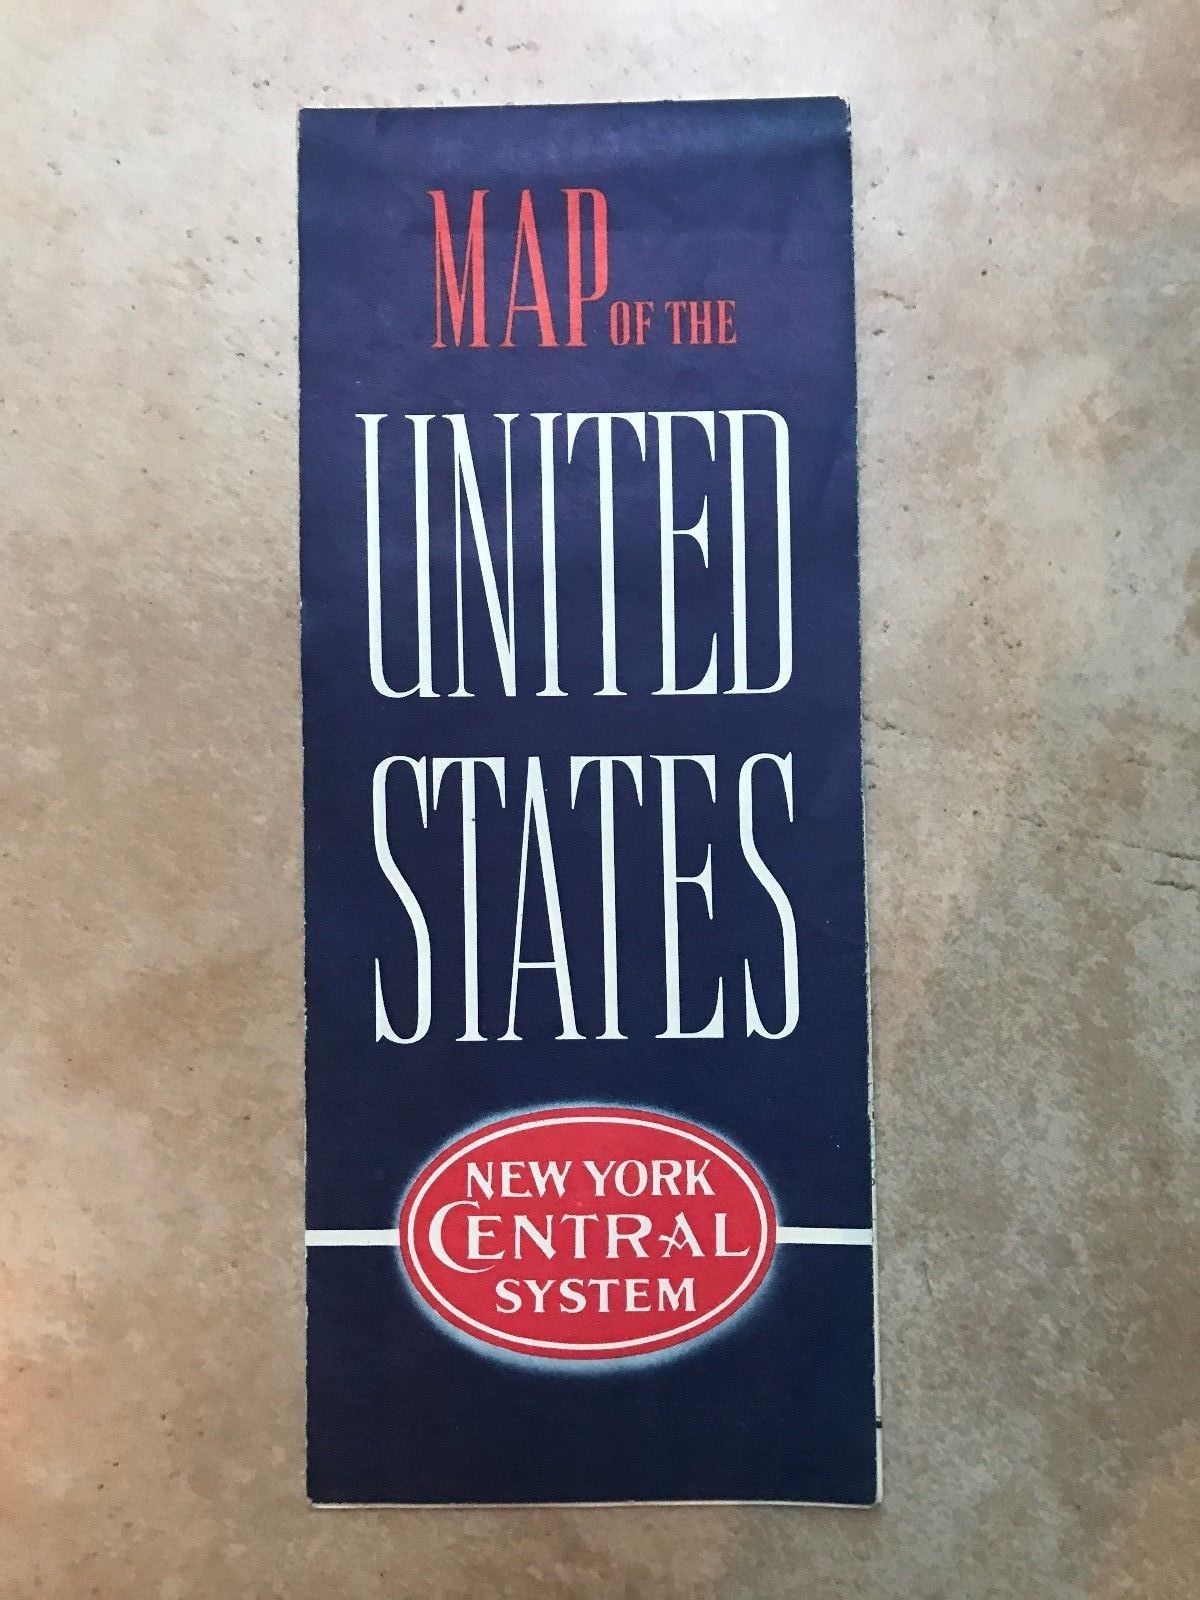 MAP OF THE
UNITED
STATES
NEW YORK
CENTRAL
SYSTEM